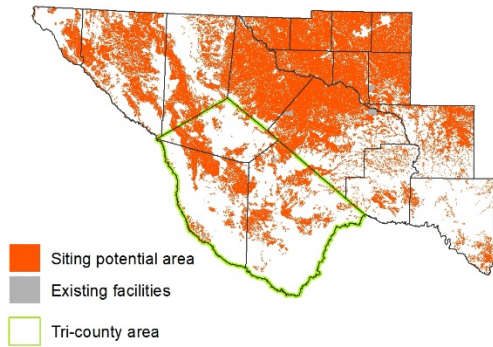 Siting potential area
Existing facilities
Tri-county area